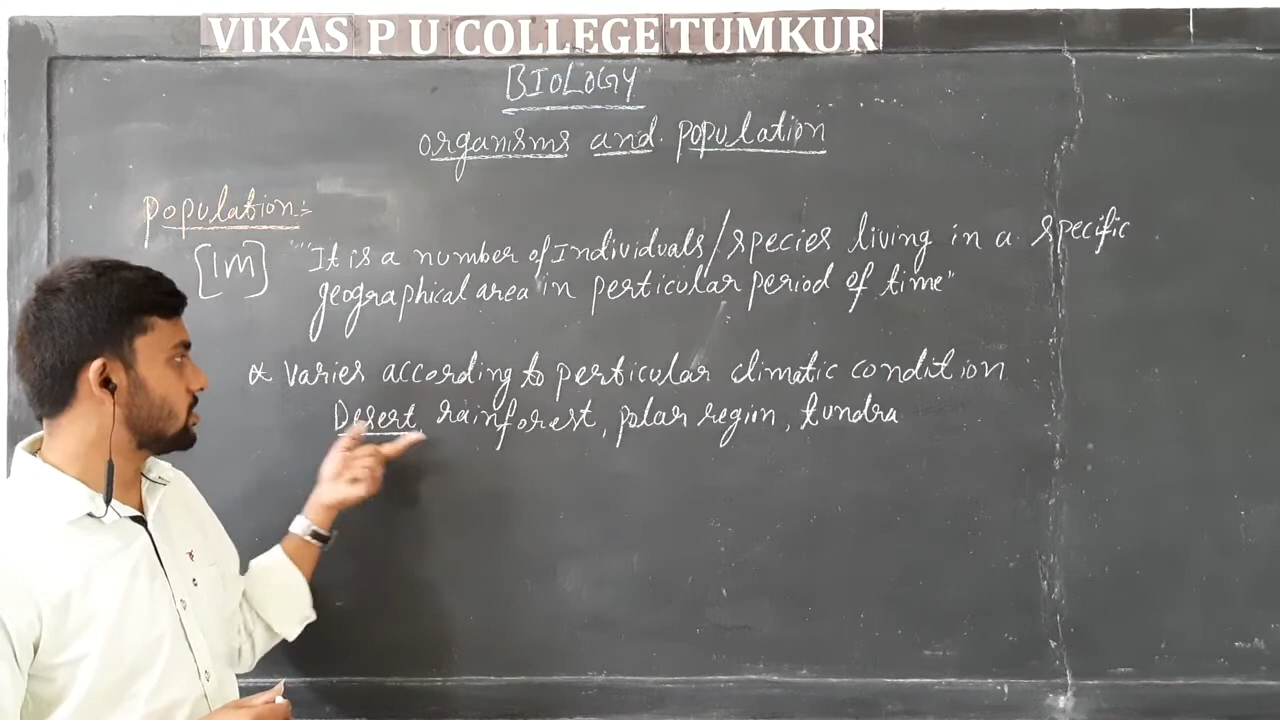 VIKAS P U COLLEGE TUMKUR
BIOLOGY
organisms and population
population:-
[1M] "It is a number of Individuals/species living in a specific
geographical area in perticular period of time"
* varies according to perticular climatic condition
Desert, rainforest, polar region, tundra